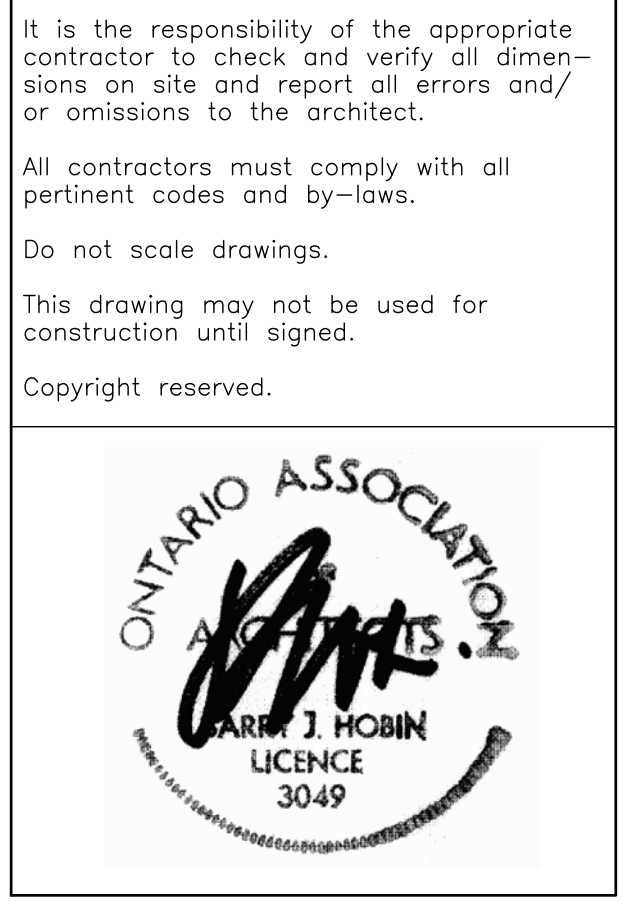 It is the responsibility of the appropriate
contractor to check and verify all dimen-
sions on site and report all errors and/
or omissions to the architect.
All contractors must comply with all
pertinent codes and by-laws.
Do not scale drawings.
This drawing may not be used for
construction until signed.
Copyright reserved.
ONTARIO ASSOCIATION
ARCHITECTS
BARRY J. HOBIN
LICENCE
3049